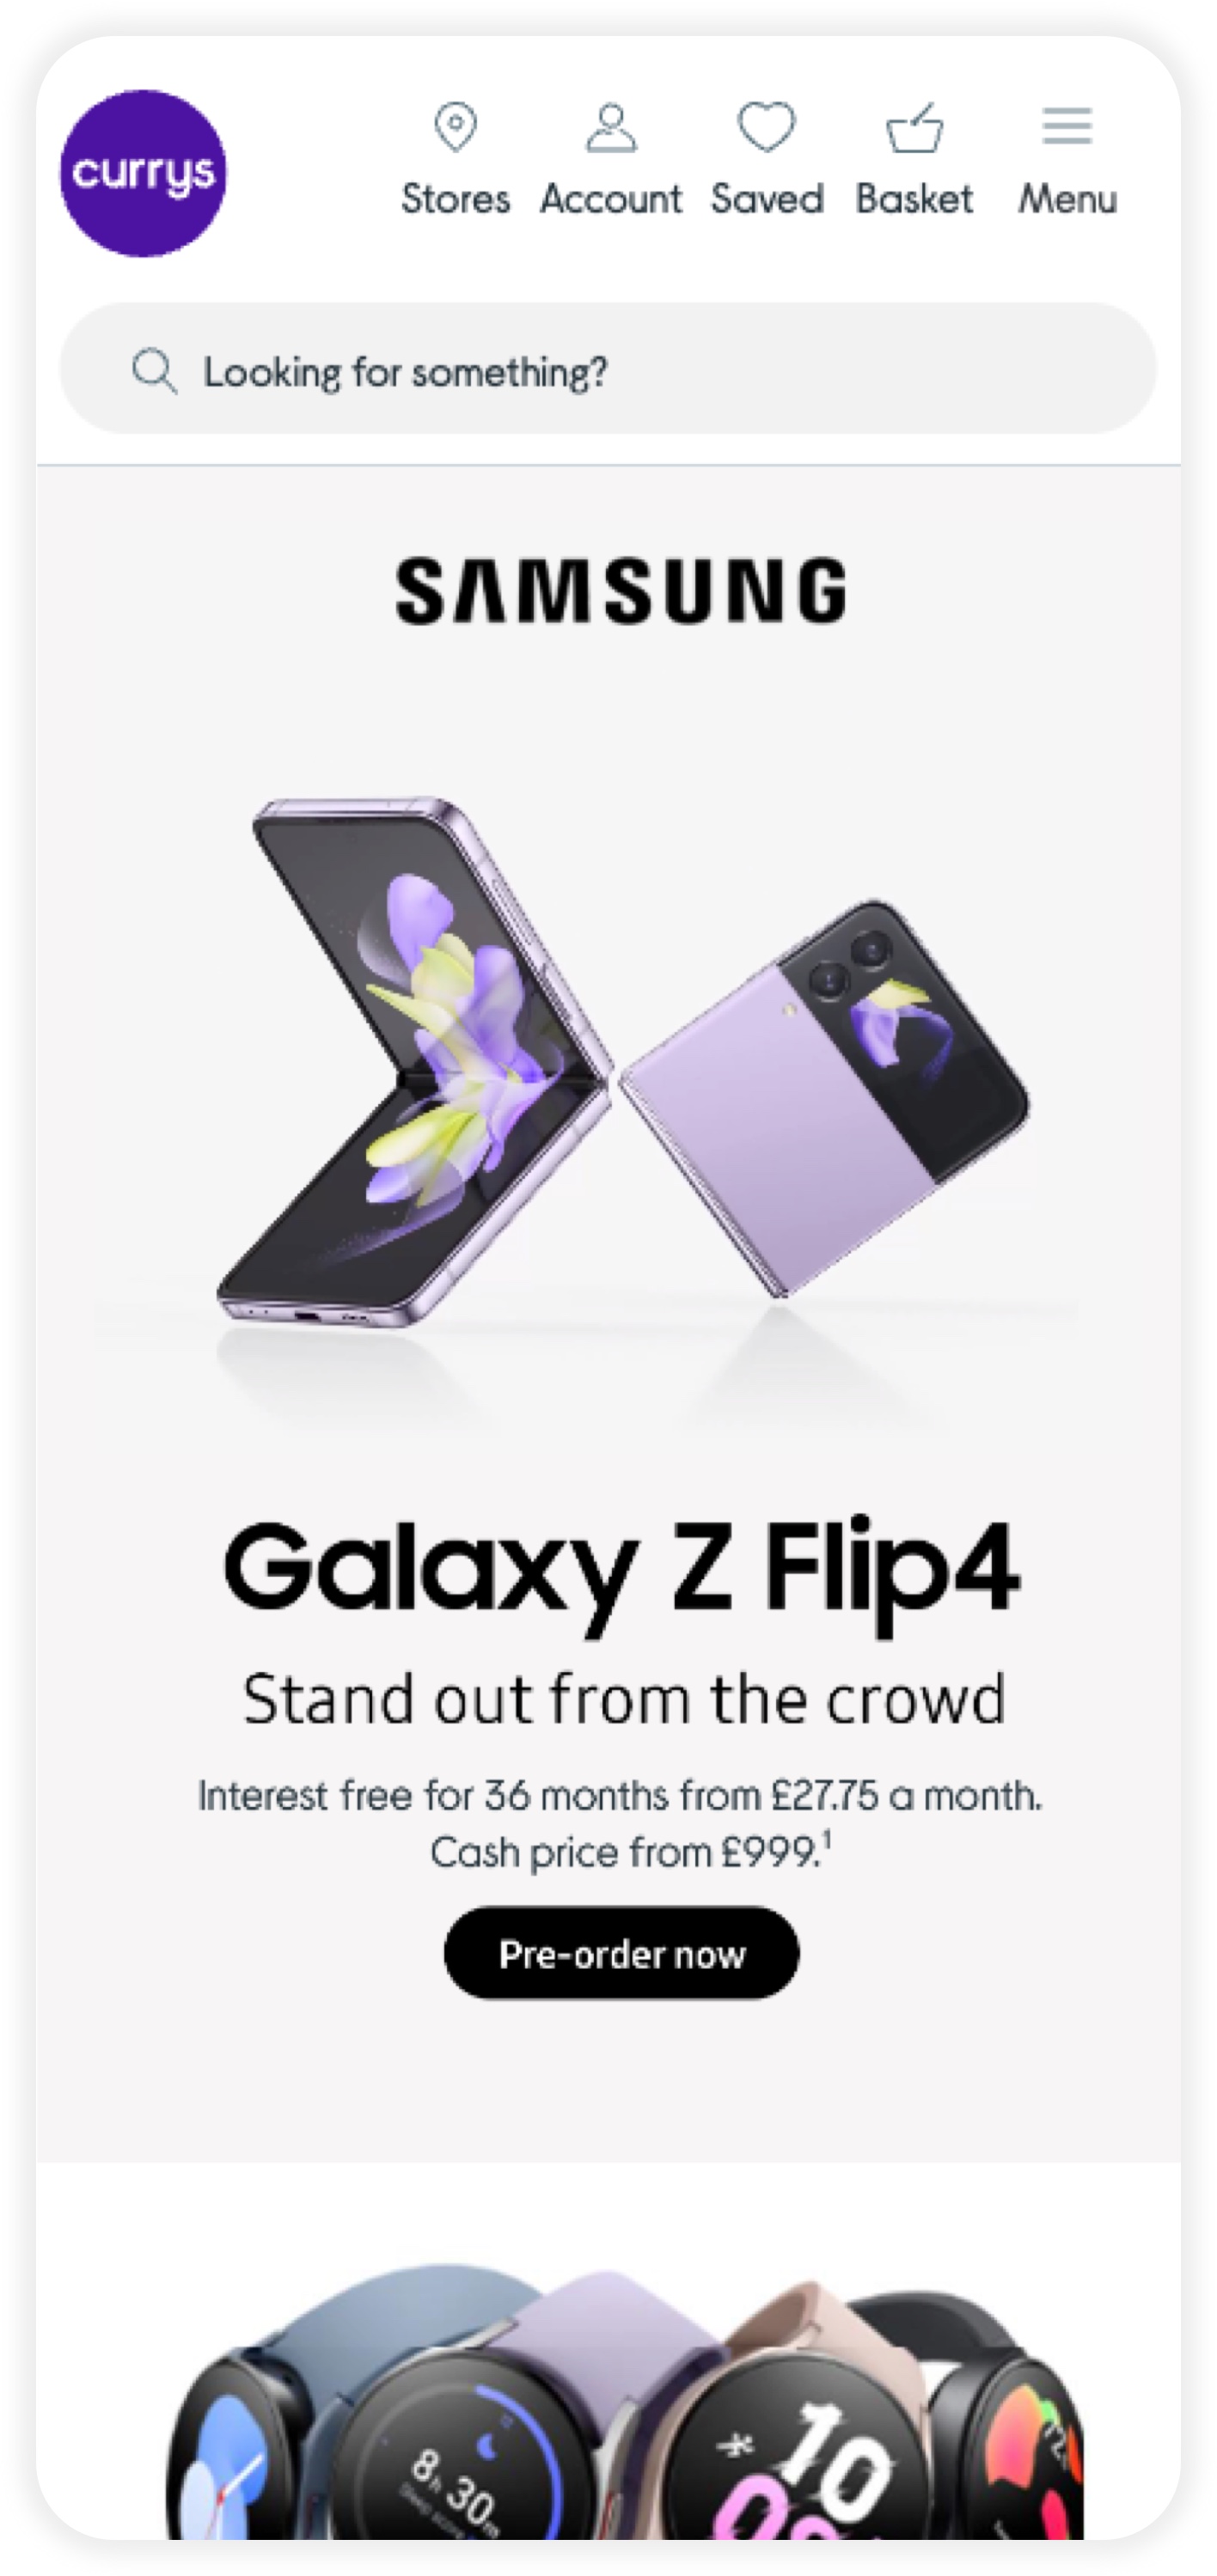 currys
Stores Account Saved Basket Menu
Looking for something?
SAMSUNG
Galaxy Z Flip4
Stand out from the crowd
Interest free for 36 months from £27.75 a month.
Cash price from £999.¹
Pre-order now
8h 30m
10